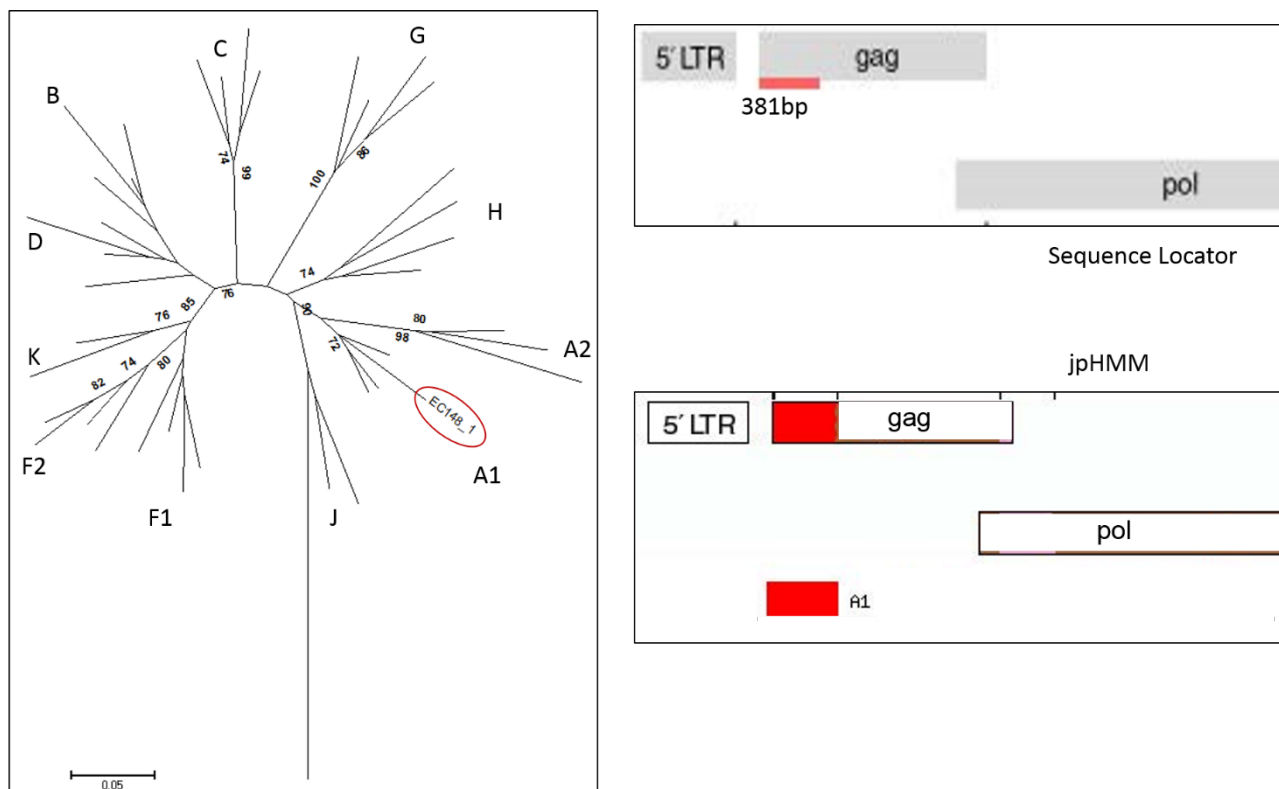 C
G
B
74
99
86
100
H
D
74
76
85
90
80
76
98
72
A2
K
74
80
82
EC148_1
A1
F2
F1
J
0.05
5′ LTR
gag
381bp
pol
Sequence Locator
jpHMM
5′ LTR
gag
pol
A1